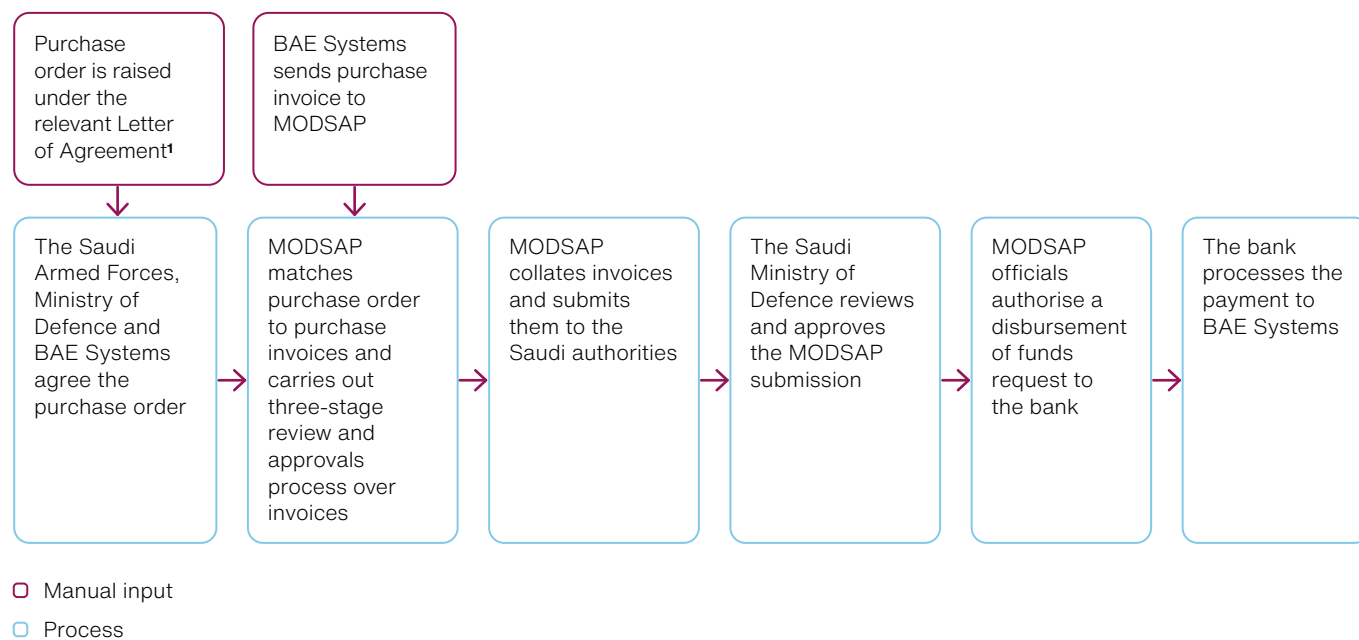 Purchase
order is raised
under the
relevant Letter
of Agreement¹
BAE Systems
sends purchase
invoice to
MODSAP
The Saudi
Armed Forces,
Ministry of
Defence and
BAE Systems
agree the
purchase order
MODSAP
matches
purchase order
to purchase
invoices and
carries out
three-stage
review and
approvals
process over
invoices
MODSAP
collates invoices
and submits
them to the
Saudi authorities
The Saudi
Ministry of
Defence reviews
and approves
the MODSAP
submission
MODSAP
officials
authorise a
disbursement
of funds
request to
the bank
The bank
processes the
payment to
BAE Systems
Manual input
Process